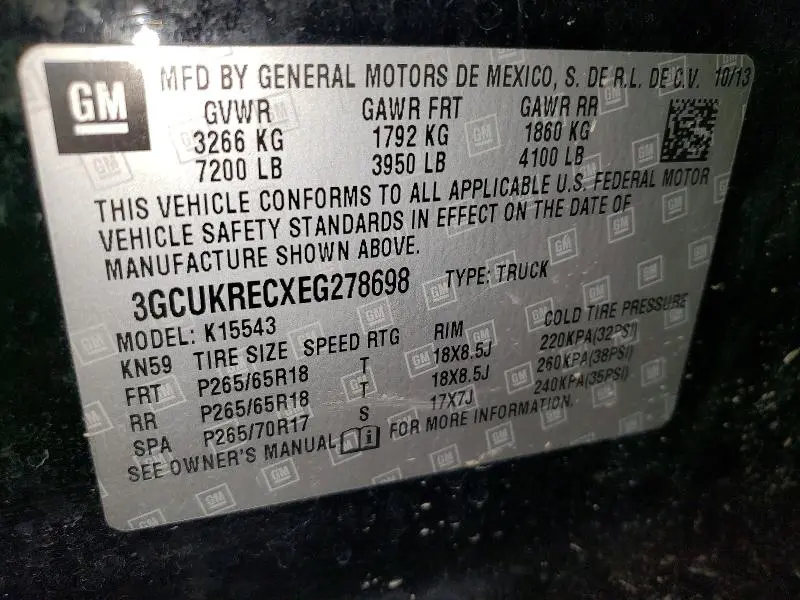 GM
MFD BY GENERAL MOTORS DE MEXICO, S. DE R.L. DE C.V. 10/13
GVWR GAWR FRT GAWR RR
3266 KG 1792 KG 1860 KG
7200 LB 3950 LB 4100 LB
THIS VEHICLE CONFORMS TO ALL APPLICABLE U.S. FEDERAL MOTOR
VEHICLE SAFETY STANDARDS IN EFFECT ON THE DATE OF
MANUFACTURE SHOWN ABOVE.
3GCUKRECXEG278698 TYPE: TRUCK
MODEL: K15543
KN59 TIRE SIZE SPEED RTG RIM COLD TIRE PRESSURE
FRT P265/65R18 T 18X8.5J 220KPA(32PSI)
RR P265/65R18 T 18X8.5J 260KPA(38PSI)
SPA P265/70R17 S 17X7J 240KPA(35PSI)
SEE OWNER'S MANUAL FOR MORE INFORMATION.